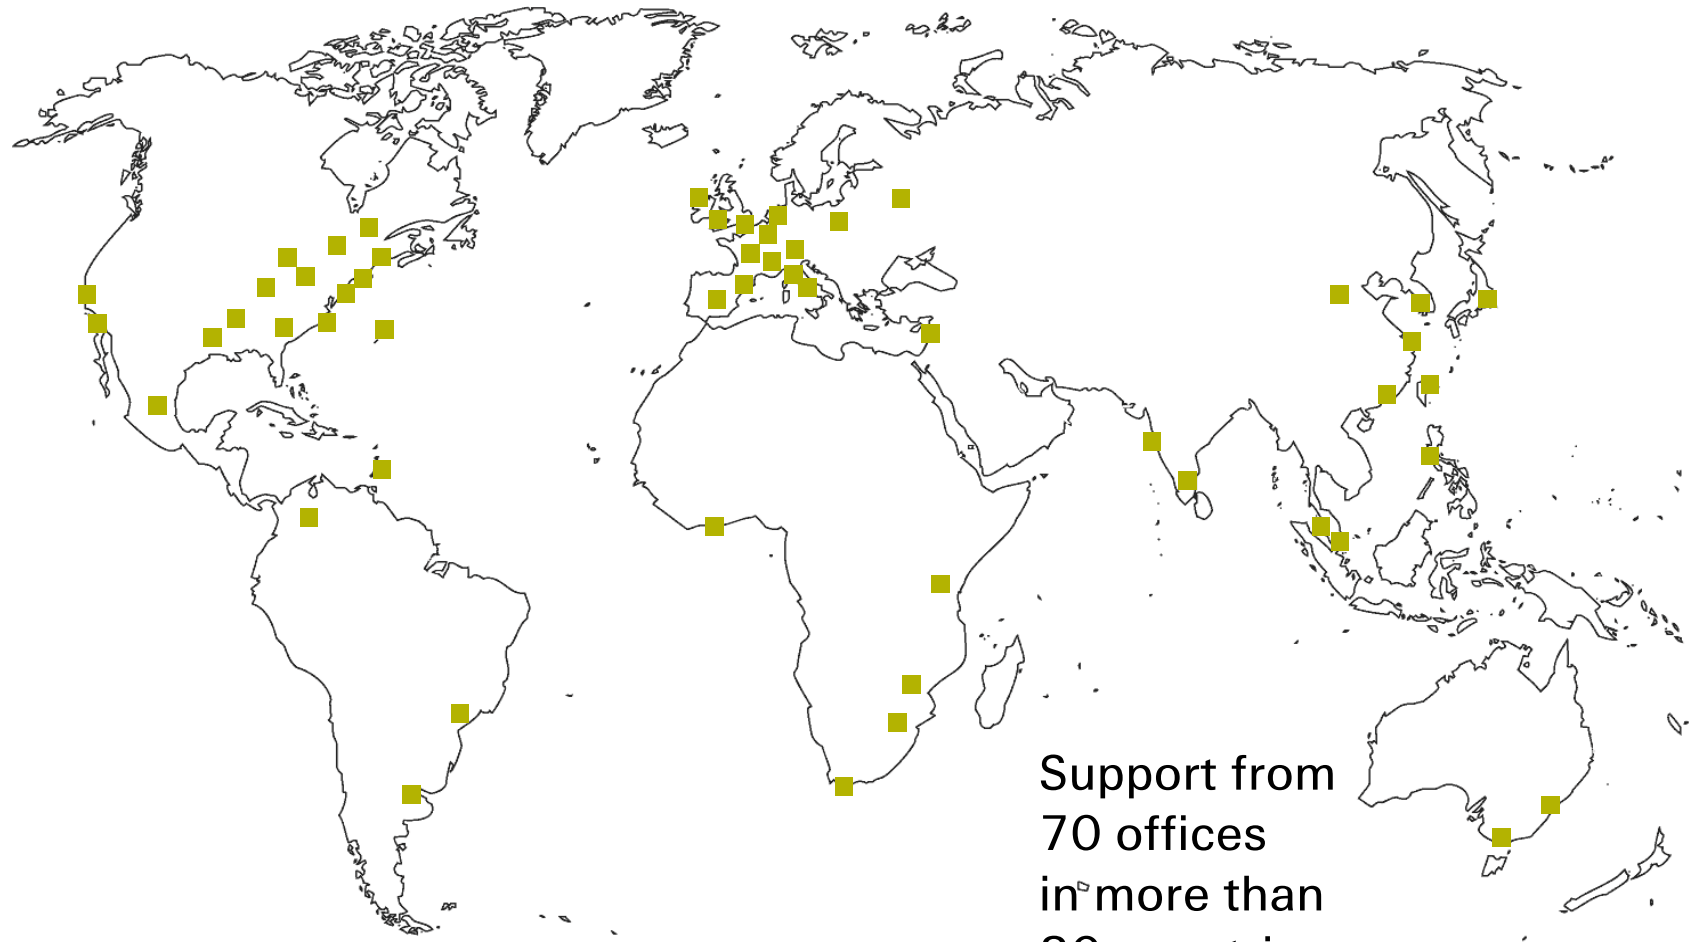 Support from
70 offices
in more than